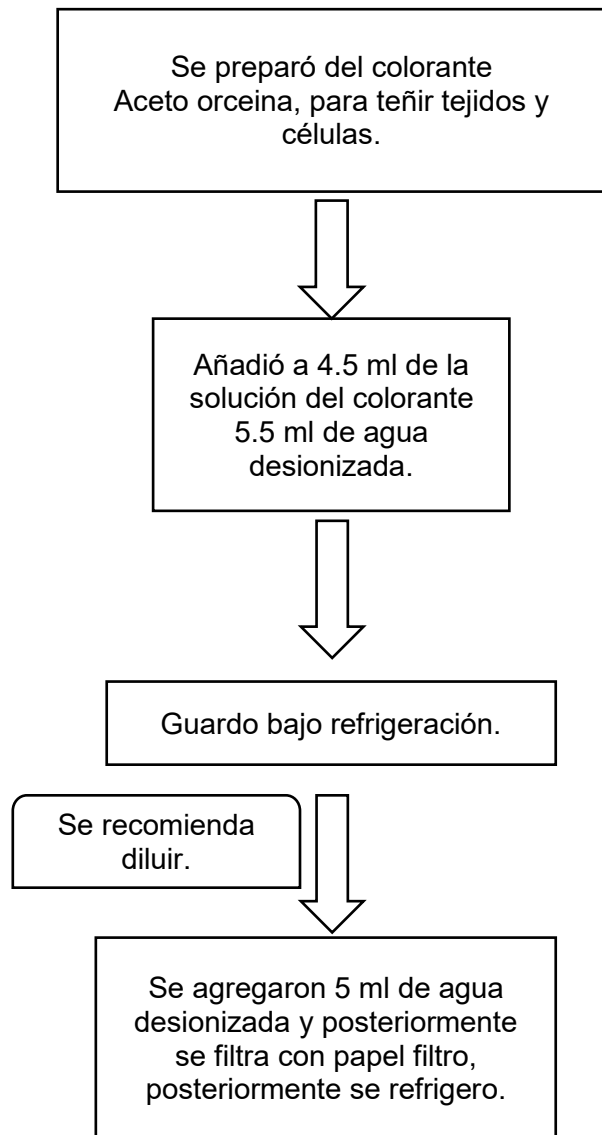 Se preparó del colorante
Aceto orceina, para teñir tejidos y
células.
Añadió a 4.5 ml de la
solución del colorante
5.5 ml de agua
desionizada.
Guardo bajo refrigeración.
Se recomienda
diluir.
Se agregaron 5 ml de agua
desionizada y posteriormente
se filtra con papel filtro,
posteriormente se refrigero.